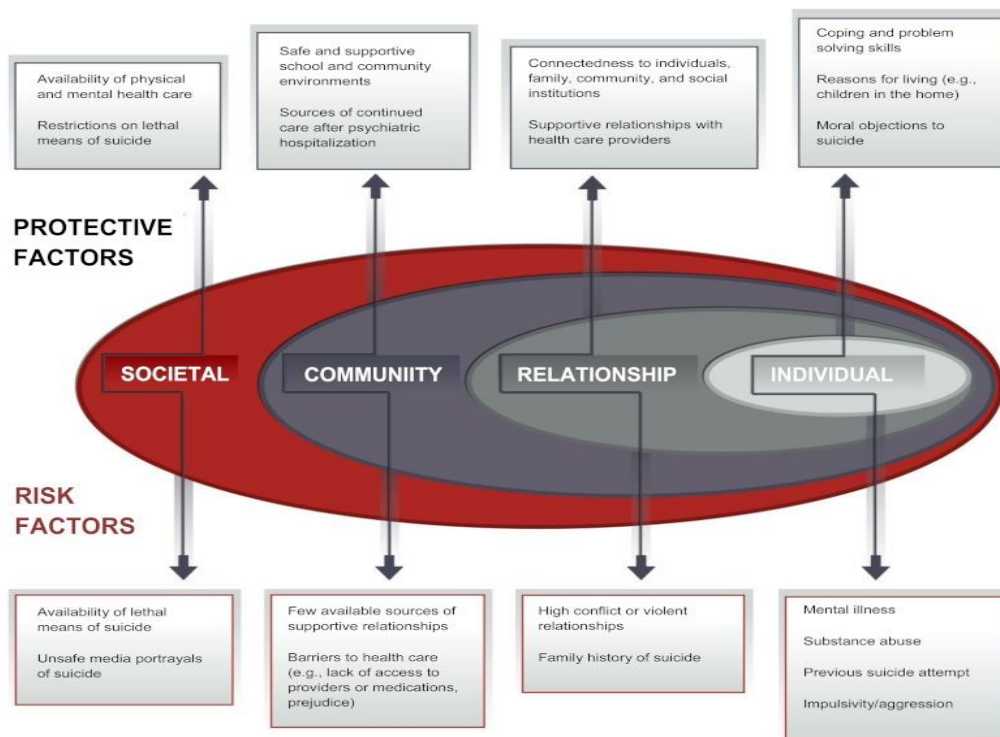 Availability of physical
and mental health care
Restrictions on lethal
means of suicide
Safe and supportive
school and community
environments
Sources of continued
care after psychiatric
hospitalization
Connectedness to individuals,
family, community, and social
institutions
Supportive relationships with
health care providers
Coping and problem
solving skills
Reasons for living (e.g.,
children in the home)
Moral objections to
suicide
PROTECTIVE
FACTORS
SOCIETAL
COMMUNIITY
RELATIONSHIP
INDIVIDUAL
RISK
FACTORS
Availability of lethal
means of suicide
Unsafe media portrayals
of suicide
Few available sources of
supportive relationships
Barriers to health care
(e.g., lack of access to
providers or medications,
prejudice)
High conflict or violent
relationships
Family history of suicide
Mental illness
Substance abuse
Previous suicide attempt
Impulsivity/aggression